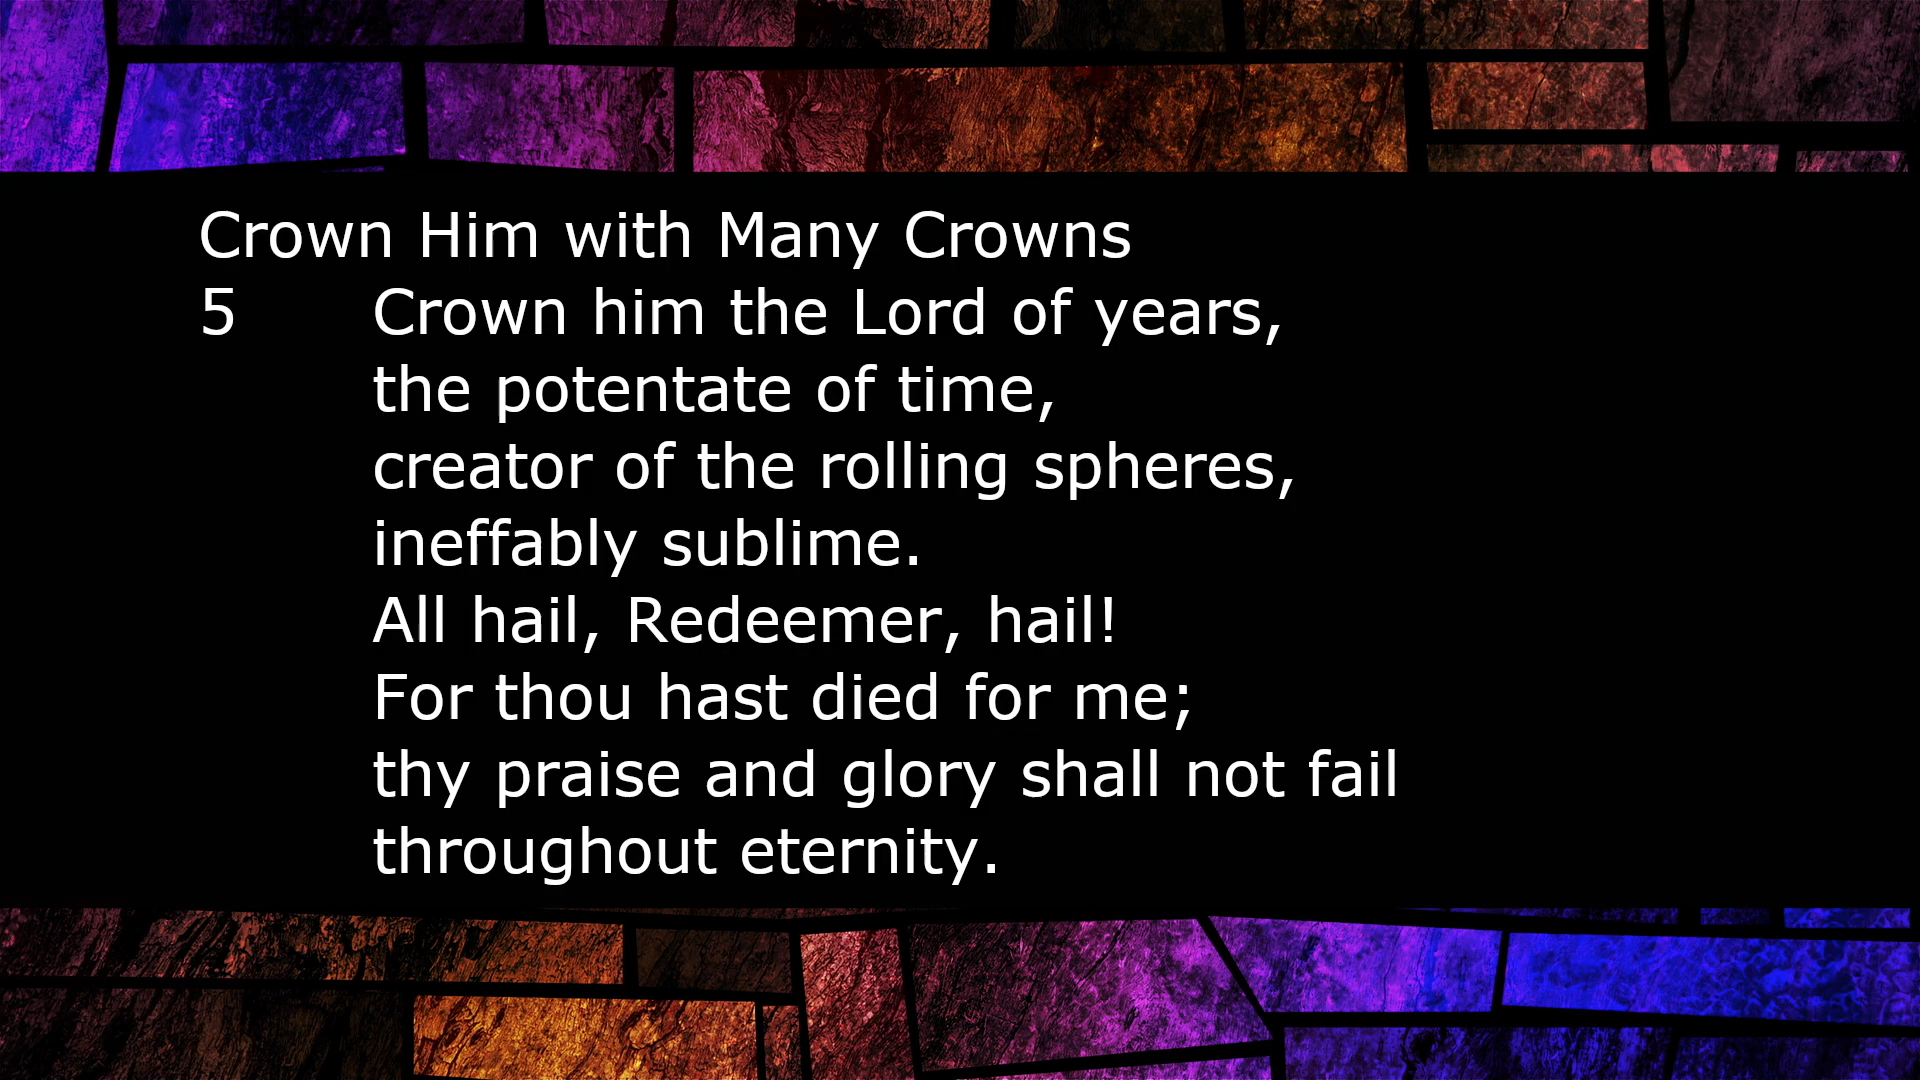 Crown Him with Many Crowns
5 Crown him the Lord of years,
the potentate of time,
creator of the rolling spheres,
ineffably sublime.
All hail, Redeemer, hail!
For thou hast died for me;
thy praise and glory shall not fail
throughout eternity.